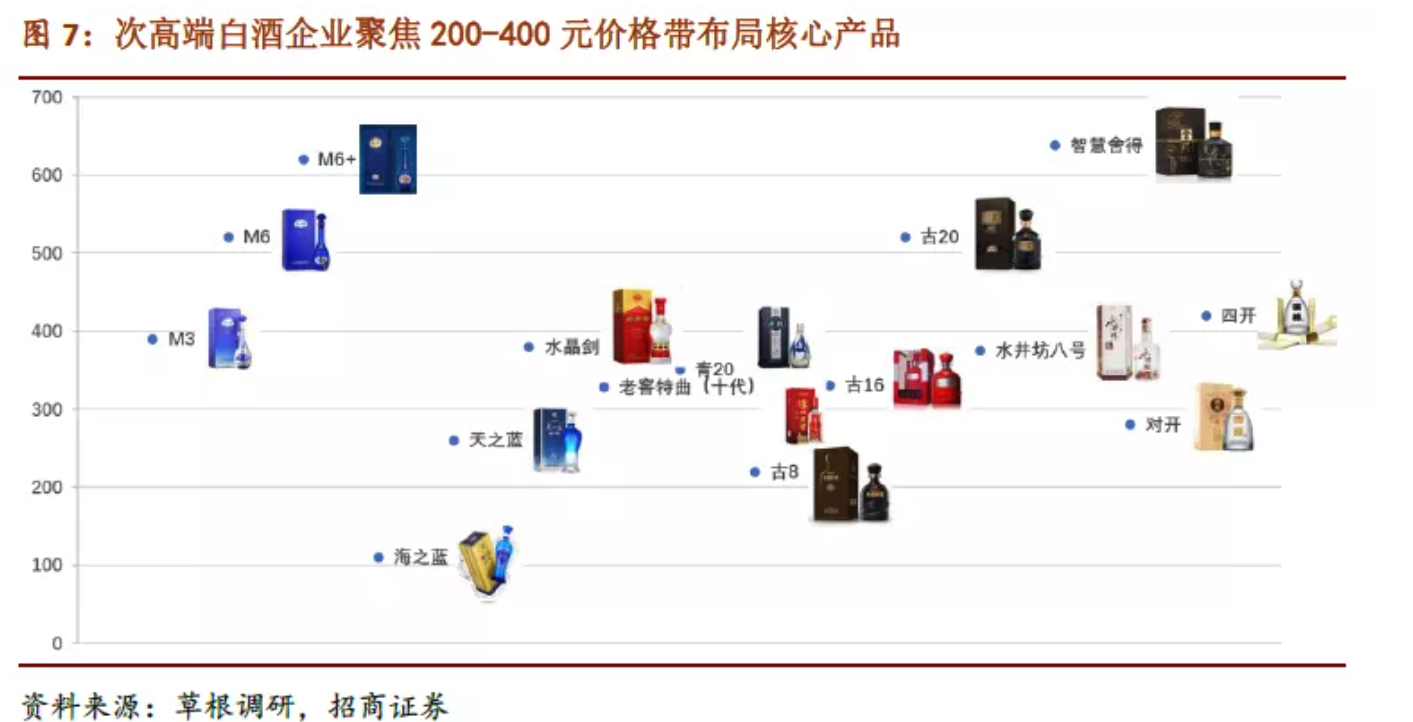 图 7：次高端白酒企业聚焦 200-400 元价格带布局核心产品
700
智慧舍得
M6+
600
M6
古20
500
四开
400
M3
水晶剑
水井坊八号
青20
老窖特曲（十代）
古16
300
对开
天之蓝
古8
200
海之蓝
100
0
资料来源：草根调研，招商证券